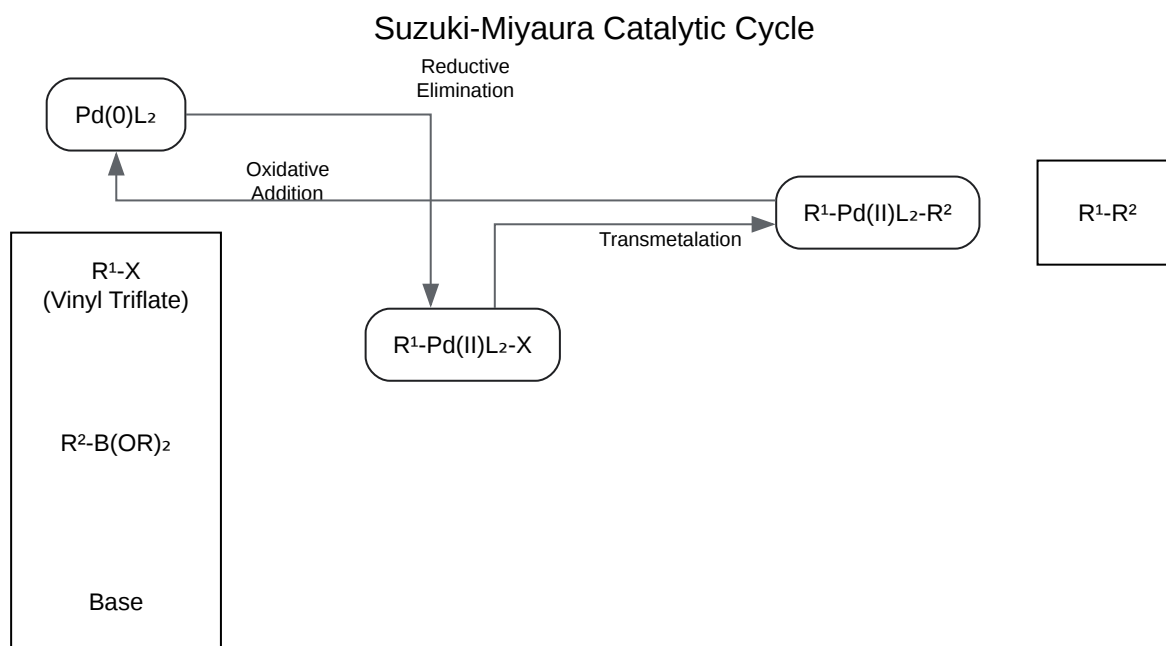 Suzuki-Miyaura Catalytic Cycle
Reductive
Elimination
Pd(0)L₂
Oxidative
Addition
R¹-Pd(II)L₂-R²
R¹-R²
Transmetalation
R¹-X
(Vinyl Triflate)
R¹-Pd(II)L₂-X
R²-B(OR)₂
Base